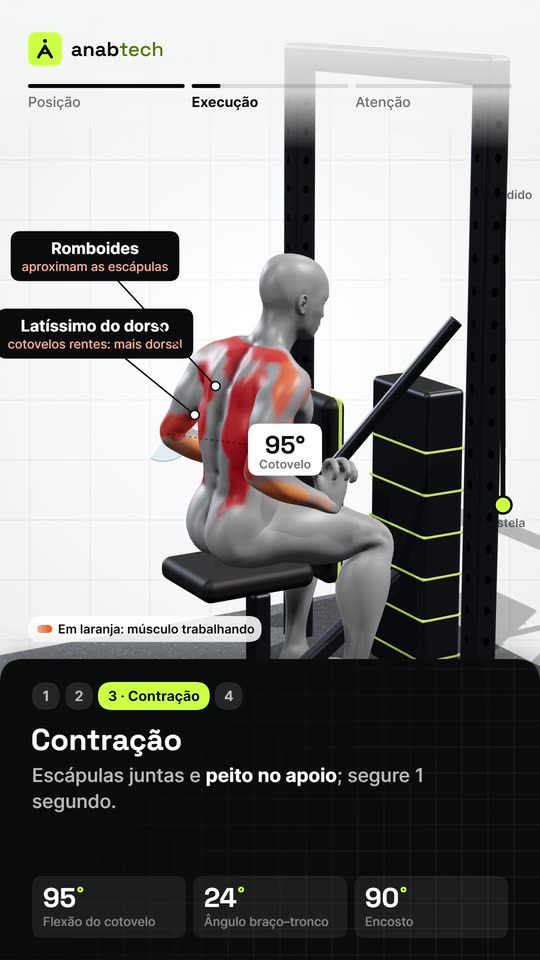 anabtech
Posição
Execução
Atenção
dido
Romboides
aproximam as escápulas
Latíssimo do dorso
cotovelos rentes: mais dorsal
95°
Cotovelo
stela
Em laranja: músculo trabalhando
1
2
3 · Contração
4
Contração
Escápulas juntas e peito no apoio; segure 1
segundo.
95°
24°
90°
Flexão do cotovelo
Ângulo braço–tronco
Encosto